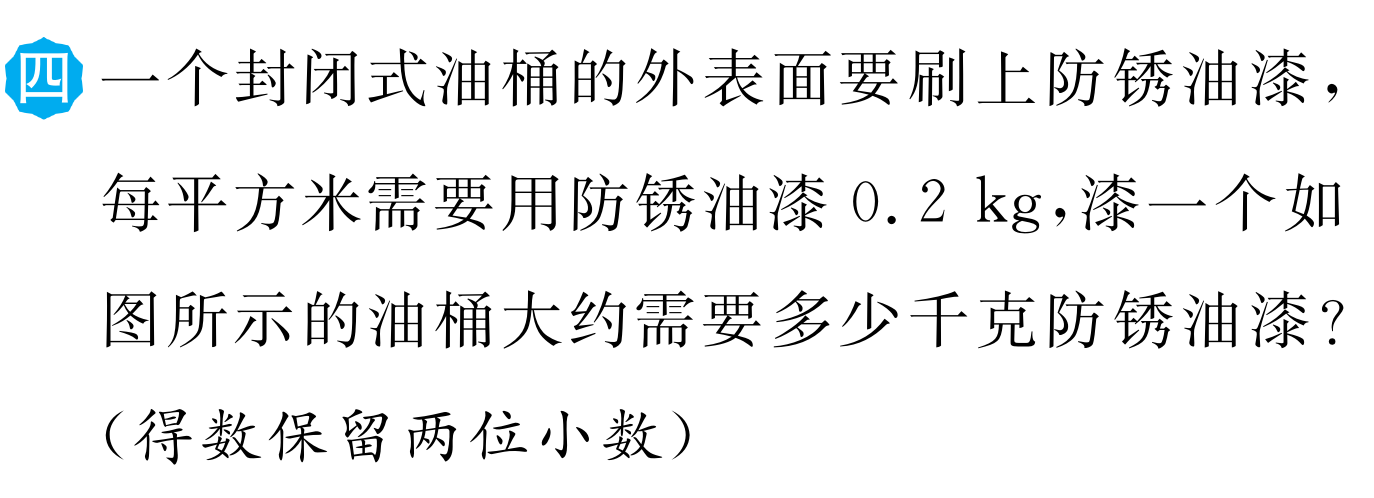 四 一个封闭式油桶的外表面要刷上防锈油漆，
每平方米需要用防锈油漆 0.2 kg,漆一个如
图所示的油桶大约需要多少千克防锈油漆?
(得数保留两位小数)